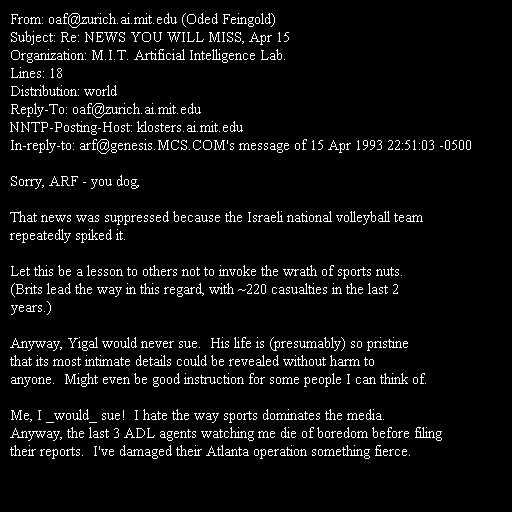 From: oaf@zurich.ai.mit.edu (Oded Feingold)
Subject: Re: NEWS YOU WILL MISS, Apr 15
Organization: M.I.T. Artificial Intelligence Lab.
Lines: 18
Distribution: world
Reply-To: oaf@zurich.ai.mit.edu
NNTP-Posting-Host: klosters.ai.mit.edu
In-reply-to: arf@genesis.MCS.COM's message of 15 Apr 1993 22:51:03 -0500

Sorry, ARF - you dog,

That news was suppressed because the Israeli national volleyball team
repeatedly spiked it.

Let this be a lesson to others not to invoke the wrath of sports nuts.
(Brits lead the way in this regard, with ~220 casualties in the last 2
years.)

Anyway, Yigal would never sue.  His life is (presumably) so pristine
that its most intimate details could be revealed without harm to
anyone.  Might even be good instruction for some people I can think of.

Me, I _would_ sue!  I hate the way sports dominates the media.
Anyway, the last 3 ADL agents watching me die of boredom before filing
their reports.  I've damaged their Atlanta operation something fierce.